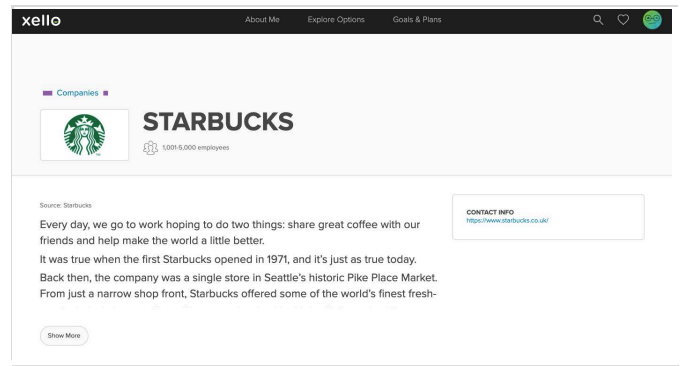 xello
About Me
Explore Options
Goals & Plans
Companies
STARBUCKS
1,001-5,000 employees
Source: Starbucks
Every day, we go to work hoping to do two things: share great coffee with our
friends and help make the world a little better.
It was true when the first Starbucks opened in 1971, and it's just as true today.
Back then, the company was a single store in Seattle's historic Pike Place Market.
From just a narrow shop front, Starbucks offered some of the world's finest fresh-
Show More
CONTACT INFO
https://www.starbucks.co.uk/